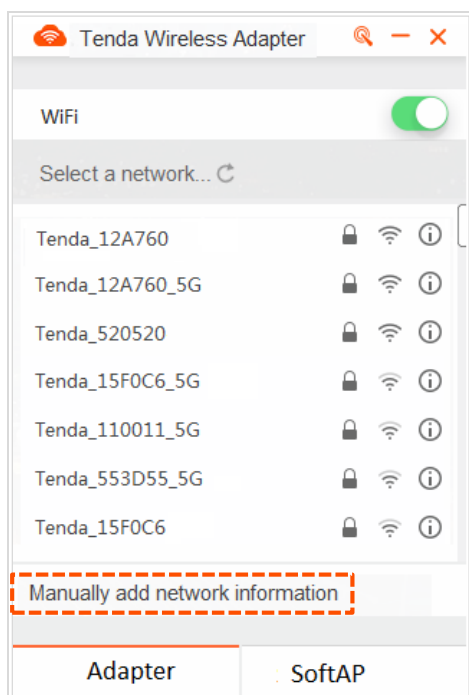 Tenda Wireless Adapter
WiFi
Select a network...
Tenda_12A760
Tenda_12A760_5G
Tenda_520520
Tenda_15F0C6_5G
Tenda_110011_5G
Tenda_553D55_5G
Tenda_15F0C6
Manually add network information
Adapter SoftAP